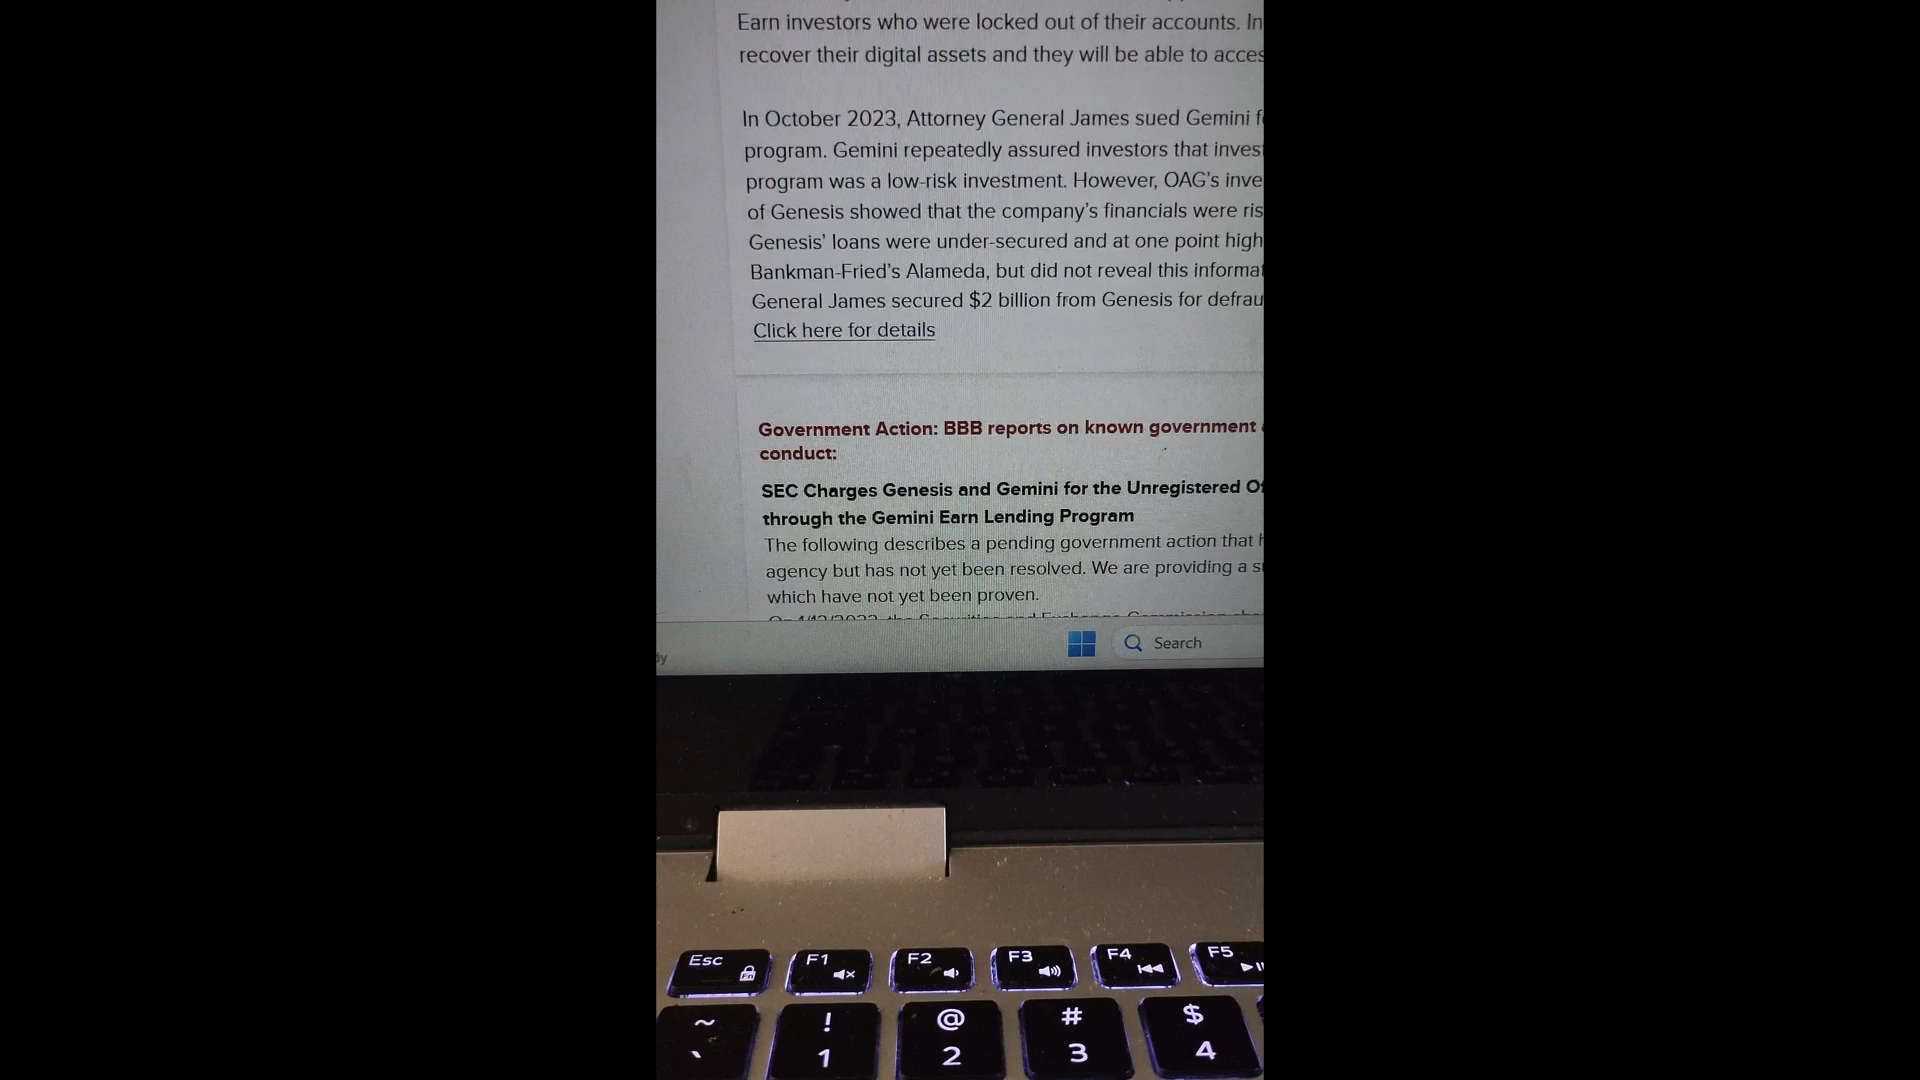 Earn investors who were locked out of their accounts. In
recover their digital assets and they will be able to acces
In October 2023, Attorney General James sued Gemini f
program. Gemini repeatedly assured investors that inves
program was a low-risk investment. However, OAG's inve
of Genesis showed that the company's financials were ris
Genesis' loans were under-secured and at one point high
Bankman-Fried's Alameda, but did not reveal this informat
General James secured $2 billion from Genesis for defrau
Click here for details
Government Action: BBB reports on known government
conduct:
SEC Charges Genesis and Gemini for the Unregistered Of
through the Gemini Earn Lending Program
The following describes a pending government action that h
agency but has not yet been resolved. We are providing a s
which have not yet been proven.
Search
Esc F1 F2 F3 F4 F5
~ ! @ # $
` 1 2 3 4